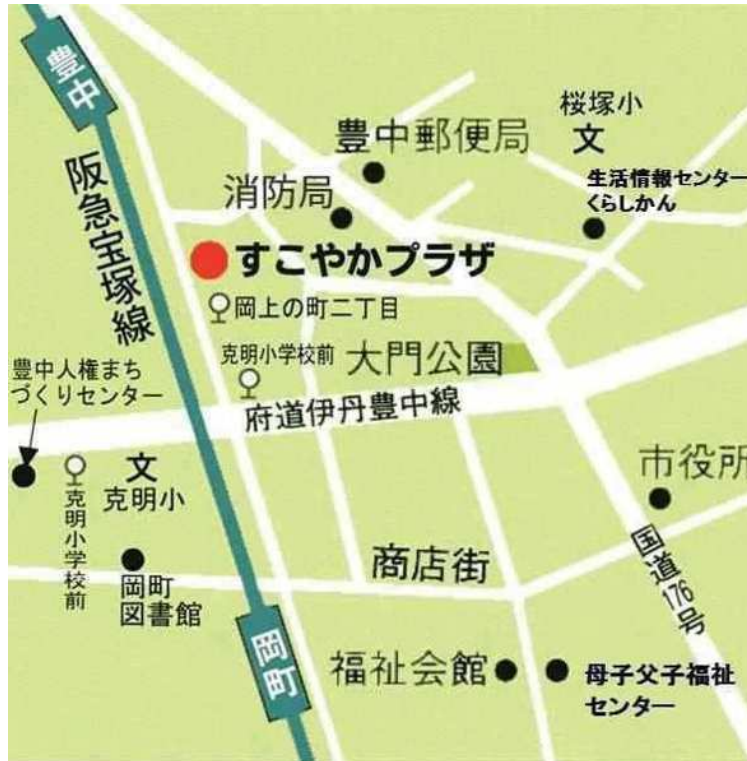 豊中
阪急宝塚線
桜塚小
文
豊中郵便局
生活情報センター
くらしかん
消防局
すこやかプラザ
岡上の町二丁目
克明小学校前
大門公園
豊中人権まち
づくりセンター
府道伊丹豊中線
文
克明小
克明小学校前
市役所
商店街
岡町
図書館
国道176号
岡町
福祉会館
母子父子福祉
センター